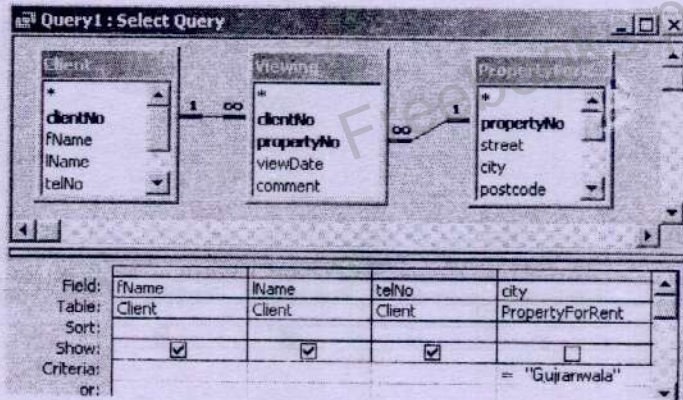 Query1 : Select Query
Client
*
clientNo
fName
lName
telNo
1 ∞
Viewing
*
clientNo
propertyNo
viewDate
comment
∞ 1
*
propertyNo
street
city
postcode
Field: fName lName telNo city
Table: Client Client Client PropertyForRent
Sort:
Show:
Criteria: = "Gujranwala"
or: